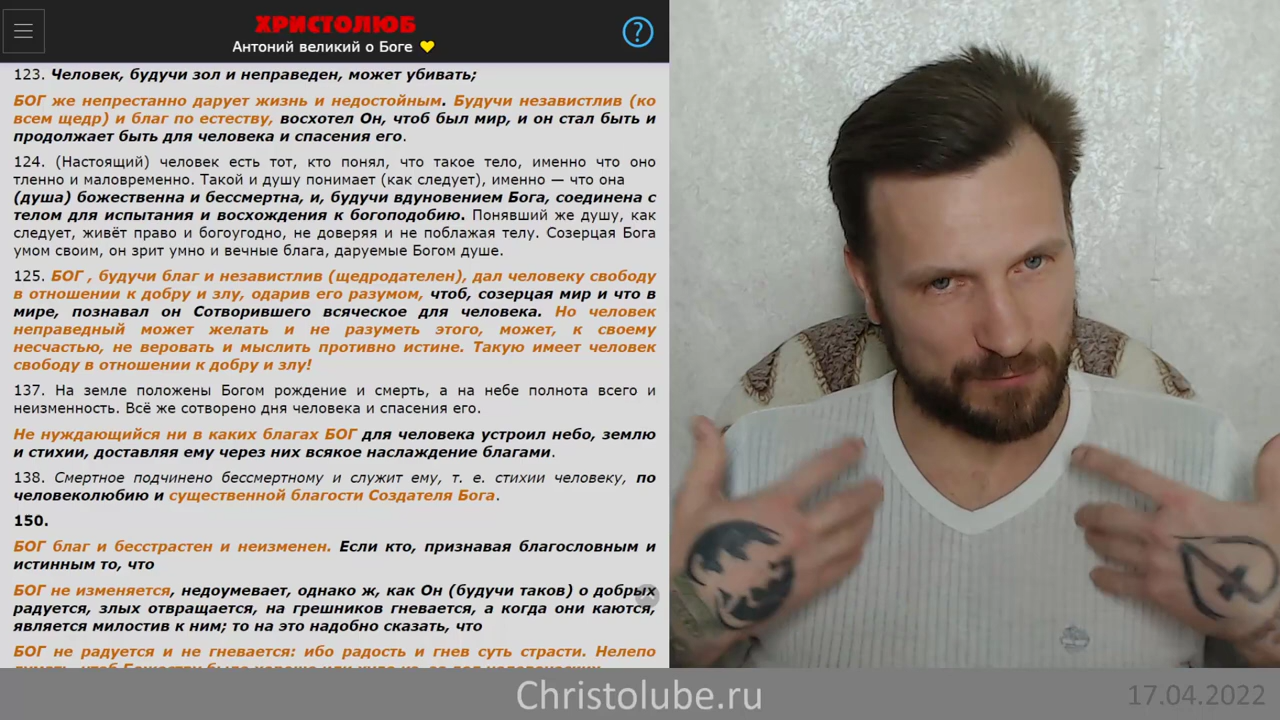 ХРИСТОЛЮБ
Антоний великий о Боге 💛
?
123. Человек, будучи зол и неправеден, может убивать;
БОГ же непрестанно дарует жизнь и недостойным. Будучи независтлив (ко
всем щедр) и благ по естеству, восхотел Он, чтоб был мир, и он стал быть и
продолжает быть для человека и спасения его.
124. (Настоящий) человек есть тот, кто понял, что такое тело, именно что оно
тленно и маловременно. Такой и душу понимает (как следует), именно — что она
(душа) божественна и бессмертна, и, будучи вдуновением Бога, соединена с
телом для испытания и восхождения к богоподобию. Понявший же душу, как
следует, живёт право и богоугодно, не доверяя и не поблажая телу. Созерцая Бога
умом своим, он зрит умно и вечные блага, даруемые Богом душе.
125. БОГ , будучи благ и независтлив (щедродателен), дал человеку свободу
в отношении к добру и злу, одарив его разумом, чтоб, созерцая мир и что в
мире, познавал он Сотворившего всяческое для человека. Но человек
неправедный может желать и не разуметь этого, может, к своему
несчастью, не веровать и мыслить противно истине. Такую имеет человек
свободу в отношении к добру и злу!
137. На земле положены Богом рождение и смерть, а на небе полнота всего и
неизменность. Всё же сотворено дня человека и спасения его.
Не нуждающийся ни в каких благах БОГ для человека устроил небо, землю
и стихии, доставляя ему через них всякое наслаждение благами.
138. Смертное подчинено бессмертному и служит ему, т. е. стихии человеку, по
человеколюбию и существенной благости Создателя Бога.
150.
БОГ благ и бесстрастен и неизменен. Если кто, признавая благословным и
истинным то, что
БОГ не изменяется, недоумевает, однако ж, как Он (будучи таков) о добрых
радуется, злых отвращается, на грешников гневается, а когда они каются,
является милостив к ним; то на это надобно сказать, что
БОГ не радуется и не гневается: ибо радость и гнев суть страсти. Нелепо
Christolube.ru
17.04.2022